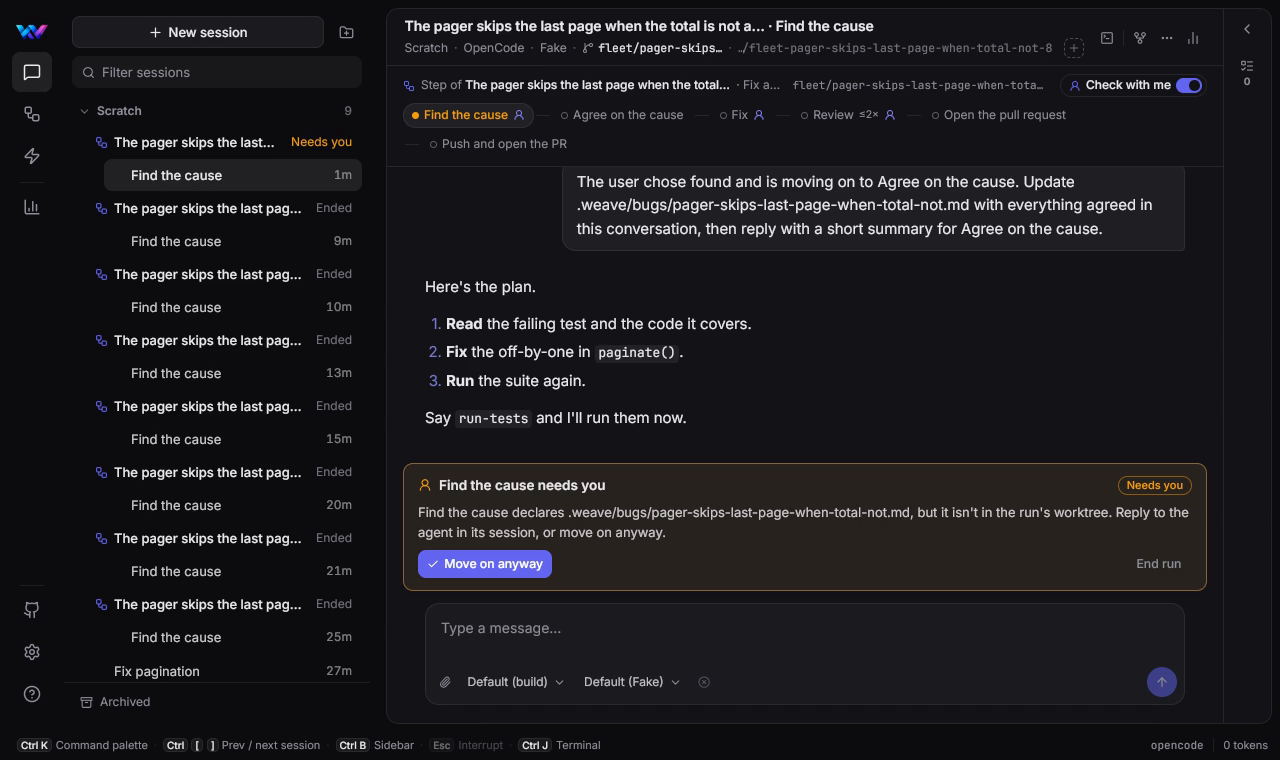 New session
Filter sessions
Scratch 9
The pager skips the last... Needs you
Find the cause 1m
The pager skips the last pag... Ended
Find the cause 9m
The pager skips the last pag... Ended
Find the cause 10m
The pager skips the last pag... Ended
Find the cause 13m
The pager skips the last pag... Ended
Find the cause 15m
The pager skips the last pag... Ended
Find the cause 20m
The pager skips the last pag... Ended
Find the cause 21m
The pager skips the last pag... Ended
Find the cause 25m
Fix pagination 27m
Archived
The pager skips the last page when the total is not a... · Find the cause
Scratch · OpenCode · Fake · fleet/pager-skips… · …/fleet-pager-skips-last-page-when-total-not-8
Step of The pager skips the last page when the total... · Fix a... fleet/pager-skips-last-page-when-tota… Check with me
0
Find the cause Agree on the cause Fix Review ≤2× Open the pull request
Push and open the PR
The user chose found and is moving on to Agree on the cause. Update
.weave/bugs/pager-skips-last-page-when-total-not.md with everything agreed in
this conversation, then reply with a short summary for Agree on the cause.
Here's the plan.
1. Read the failing test and the code it covers.
2. Fix the off-by-one in paginate().
3. Run the suite again.
Say run-tests and I'll run them now.
Find the cause needs you Needs you
Find the cause declares .weave/bugs/pager-skips-last-page-when-total-not.md, but it isn't in the run's worktree. Reply to the
agent in its session, or move on anyway.
Move on anyway End run
Type a message...
Default (build) Default (Fake)
Ctrl K Command palette · Ctrl [ ] Prev / next session · Ctrl B Sidebar · Esc Interrupt · Ctrl J Terminal opencode 0 tokens